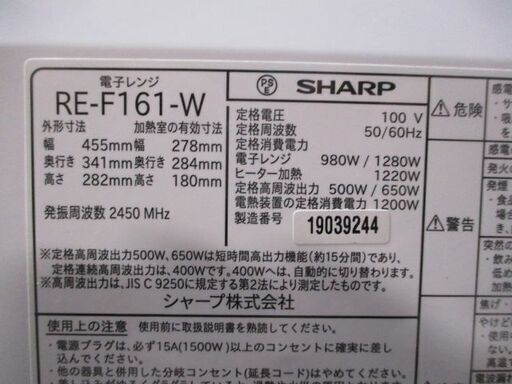 電子レンジ
RE-F161-W
外形寸法 加熱室の有効寸法
幅 455mm 幅 278mm
奥行き 341mm 奥行き 284mm
高さ 282mm 高さ 180mm
発振周波数 2450 MHz
PS
E
SHARP
定格電圧 100 V
定格周波数 50/60Hz
定格消費電力
電子レンジ 980W / 1280W
ヒーター加熱 1220W
定格高周波出力 500W / 650W
電熱装置の定格消費電力 1200W
製造番号 19039244
※定格高周波出力500W、650Wは短時間高出力機能(約15分間)であり、
定格連続高周波出力は、400Wです。400Wへは、自動的に切り替わります。
※高周波出力は、JIS C 9250に規定する第2法により測定したものです。
シャープ株式会社
使用上の注意 使用前に取扱説明書を熟読してください。
・電源プラグは、必ず15A(1500W)以上のコンセントに確実に差し
込んでください。
・他の器具と併用した分岐コンセント(延長コード)はやめてください。
危険
警告